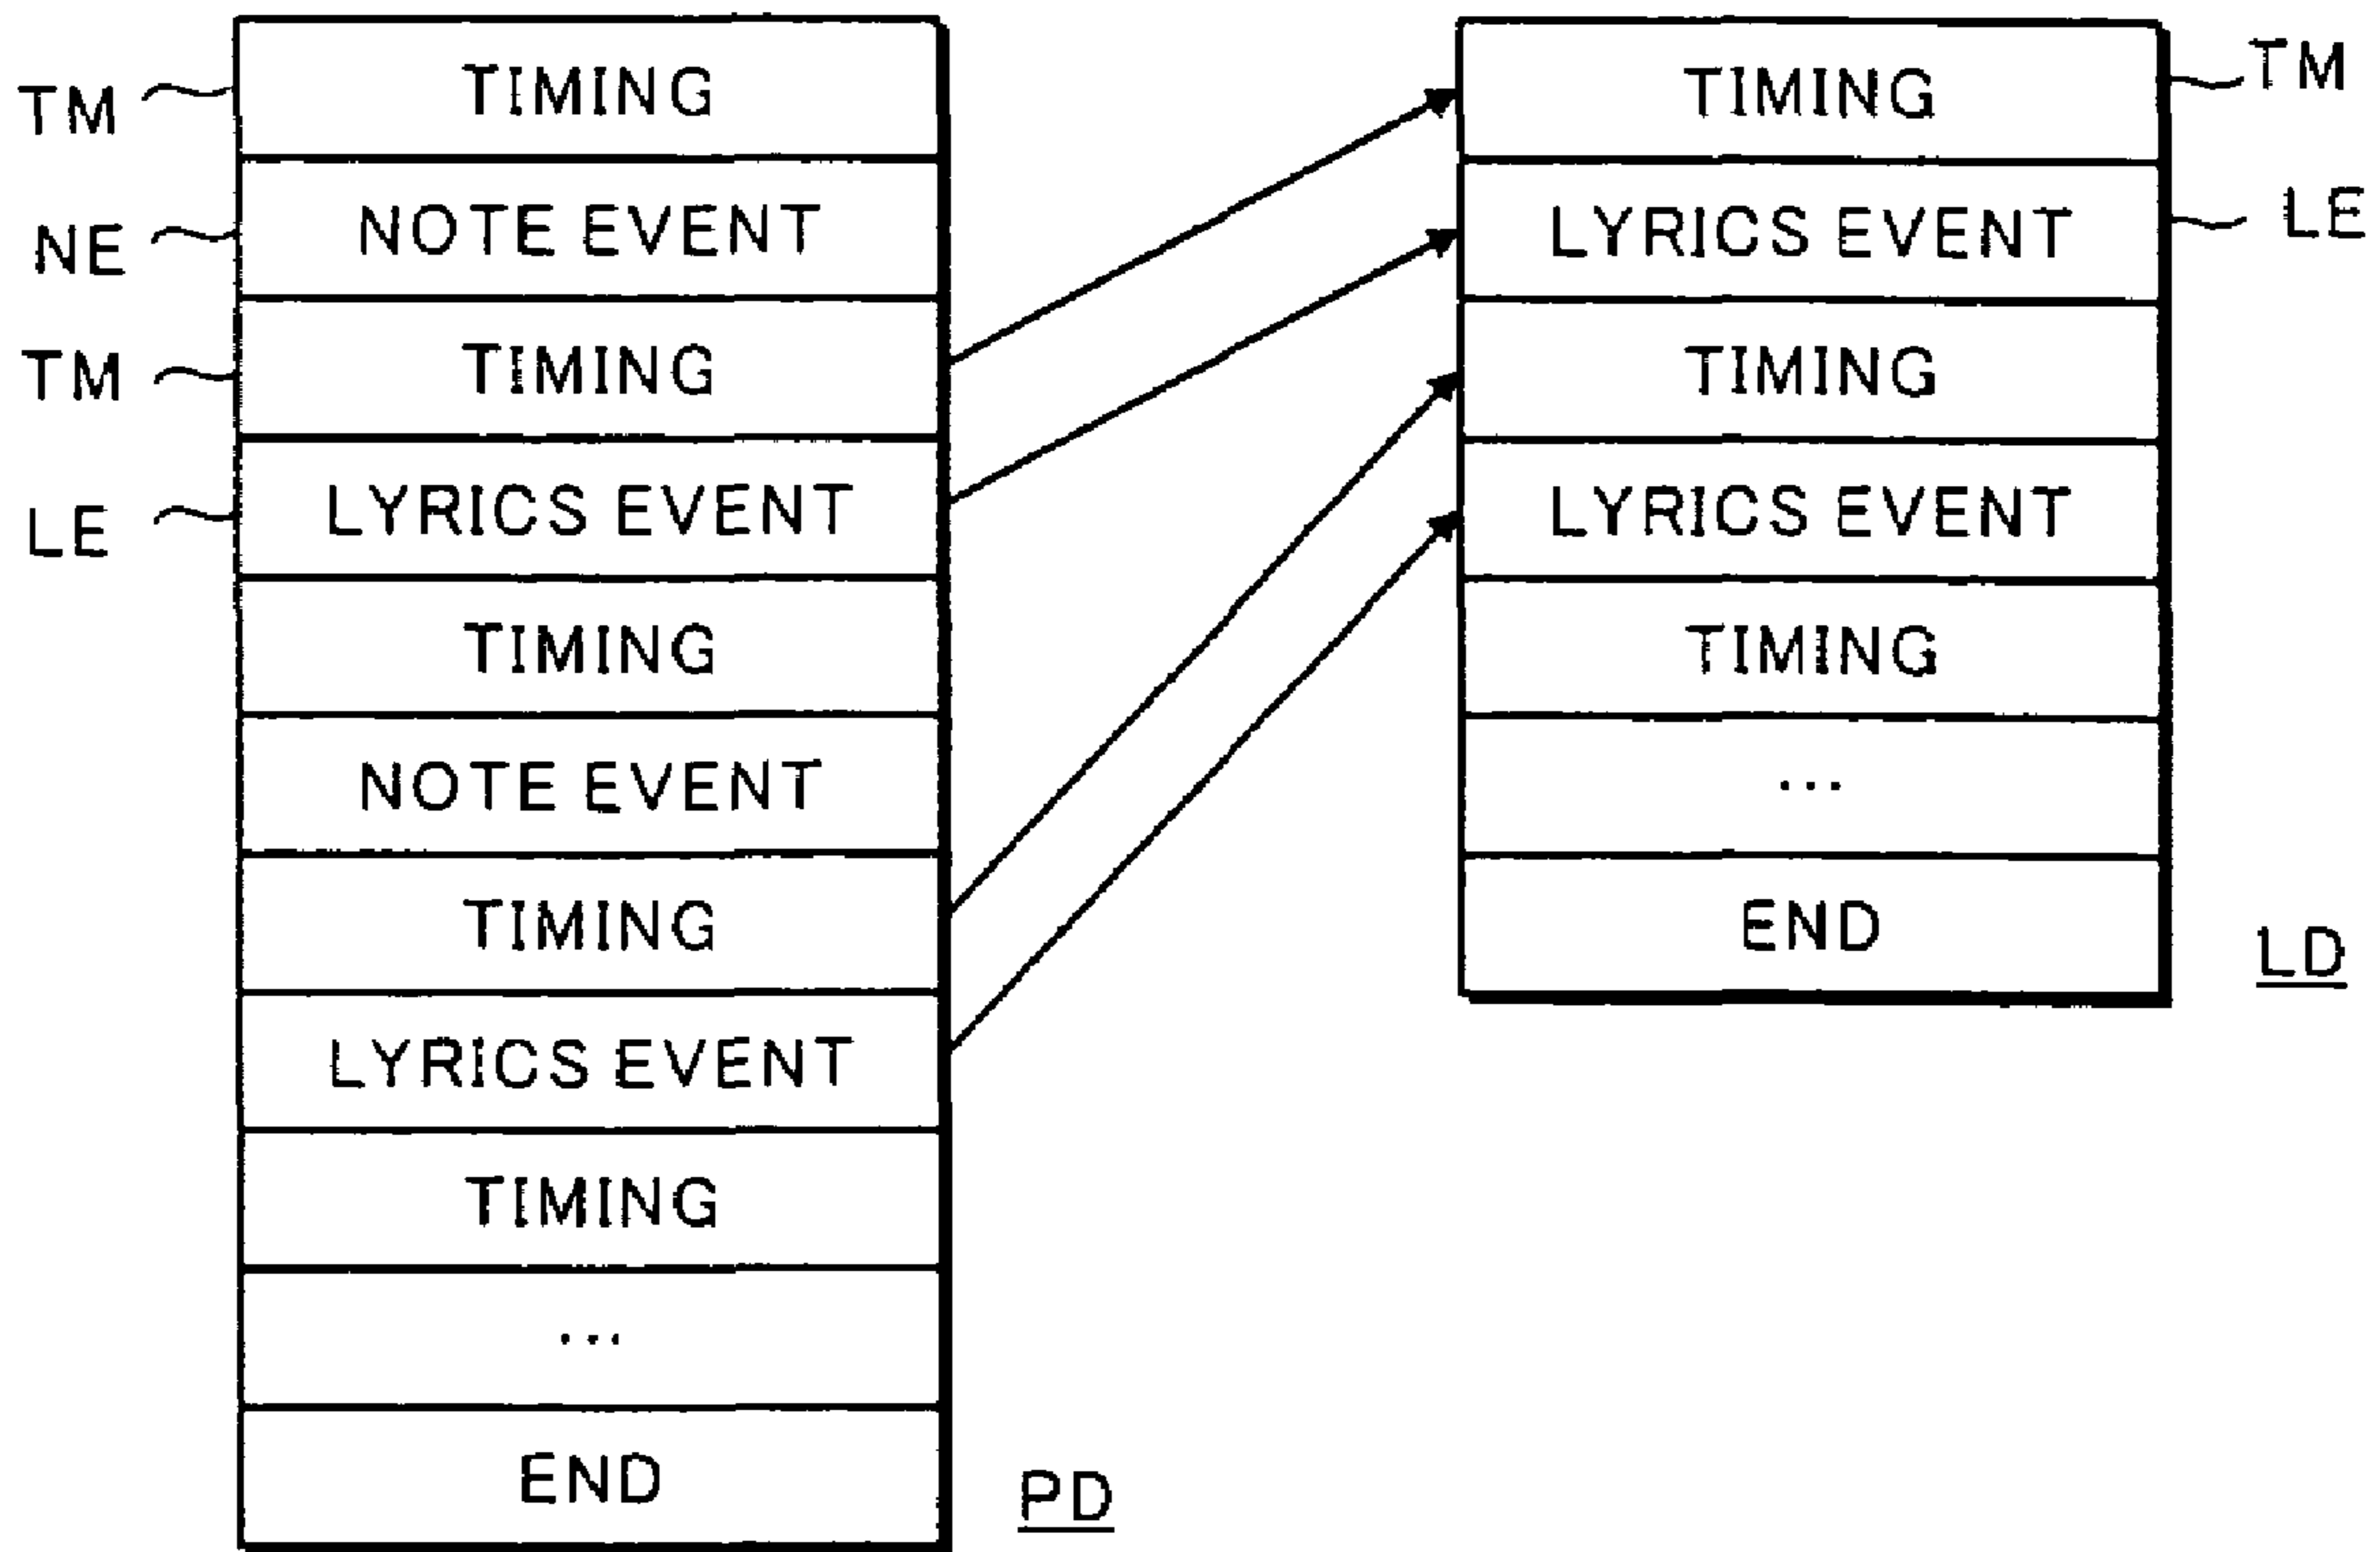 TM
TIMING
NE
NOTE EVENT
TM
TIMING
LE
LYRICS EVENT
TIMING
NOTE EVENT
TIMING
LYRICS EVENT
TIMING
...
END
PD
TIMING
TM
LYRICS EVENT
LE
TIMING
LYRICS EVENT
TIMING
...
END
LD